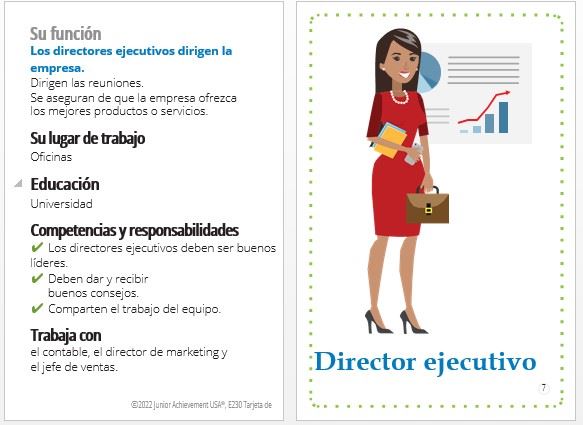 Su función
Los directores ejecutivos dirigen la
empresa.
Dirigen las reuniones.
Se aseguran de que la empresa ofrezca
los mejores productos o servicios.
Su lugar de trabajo
Oficinas
Educación
Universidad
Competencias y responsabilidades
✔ Los directores ejecutivos deben ser buenos
líderes.
✔ Deben dar y recibir
buenos consejos.
✔ Comparten el trabajo del equipo.
Trabaja con
el contable, el director de marketing y
el jefe de ventas.
©2022 Junior Achievement USA®, E230 Tarjeta de
Director ejecutivo
7